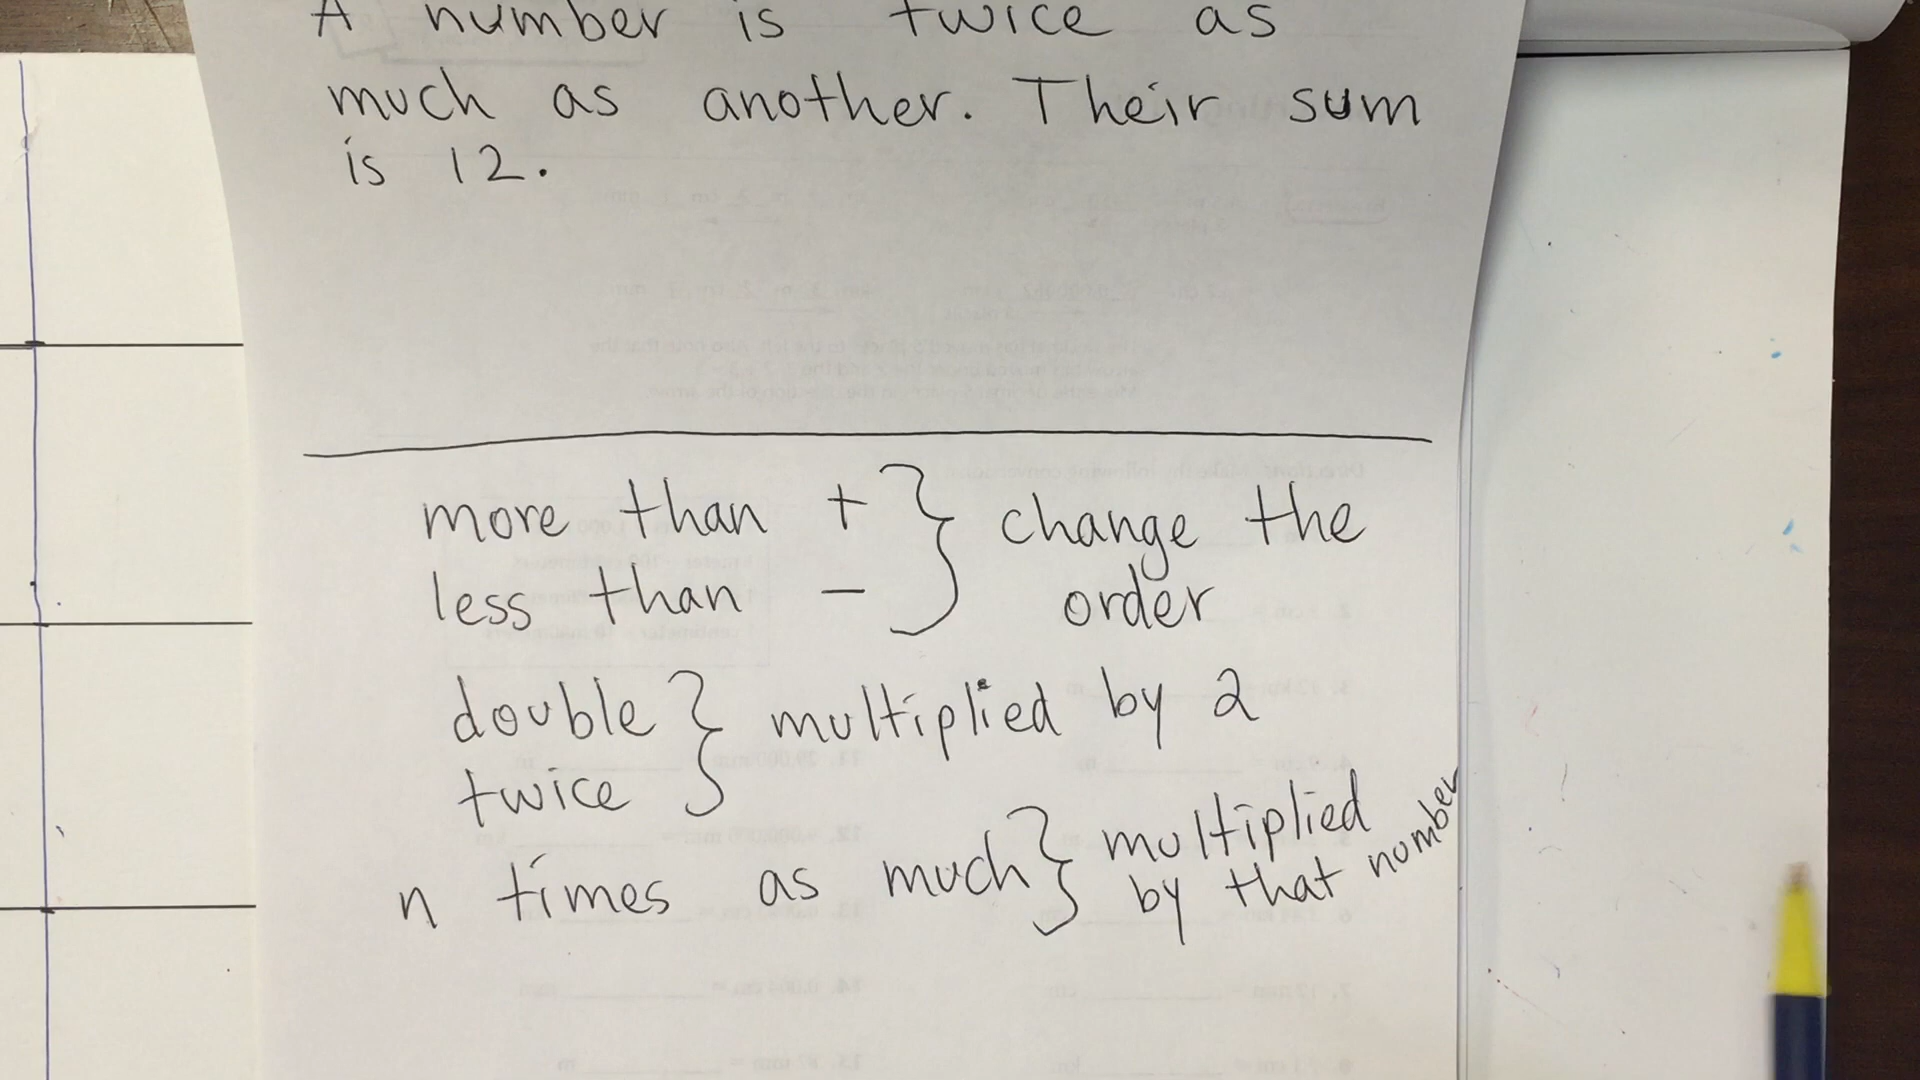 A number is twice as
much as another. Their sum
is 12.
more than + } change the
less than - order
double } multiplied by 2
twice
n times as much } multiplied
by that number